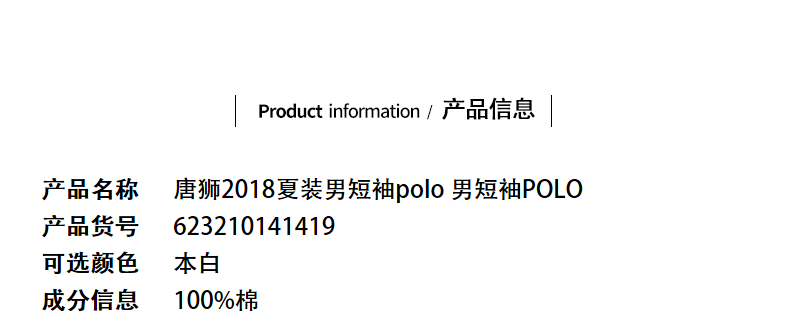 Product information / 产品信息
产品名称 唐狮2018夏装男短袖polo 男短袖POLO
产品货号 623210141419
可选颜色 本白
成分信息 100%棉